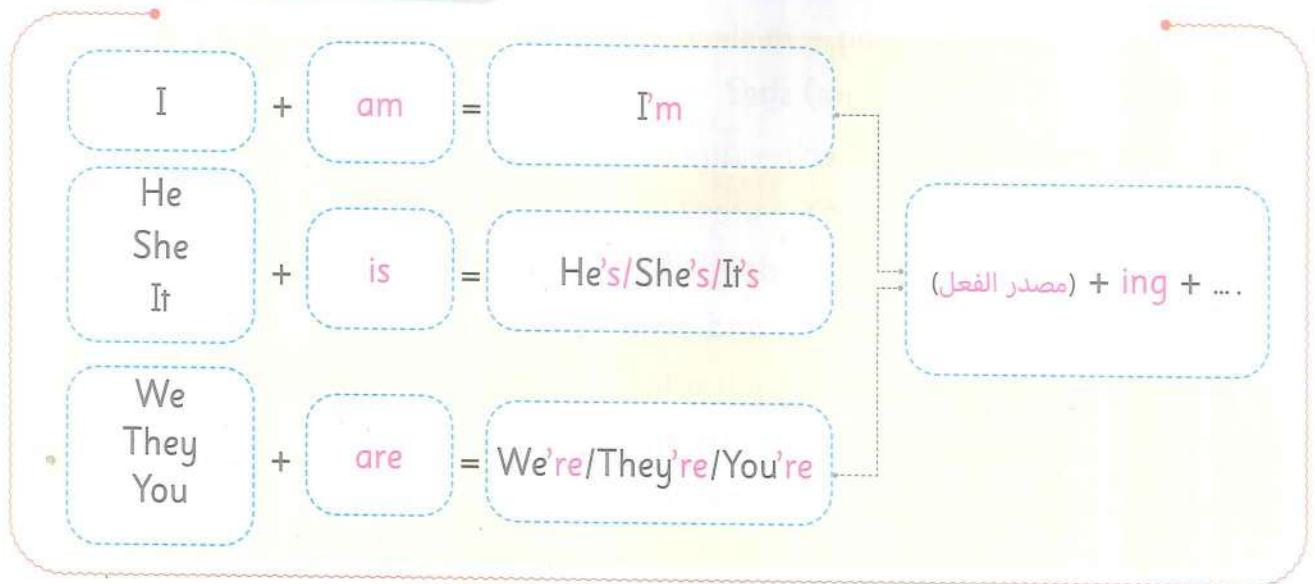 I + am = I'm
He
She
It
+ is = He's/She's/It's
We
They
You
+ are = We're/They're/You're
(مصدر الفعل) + ing + ... .